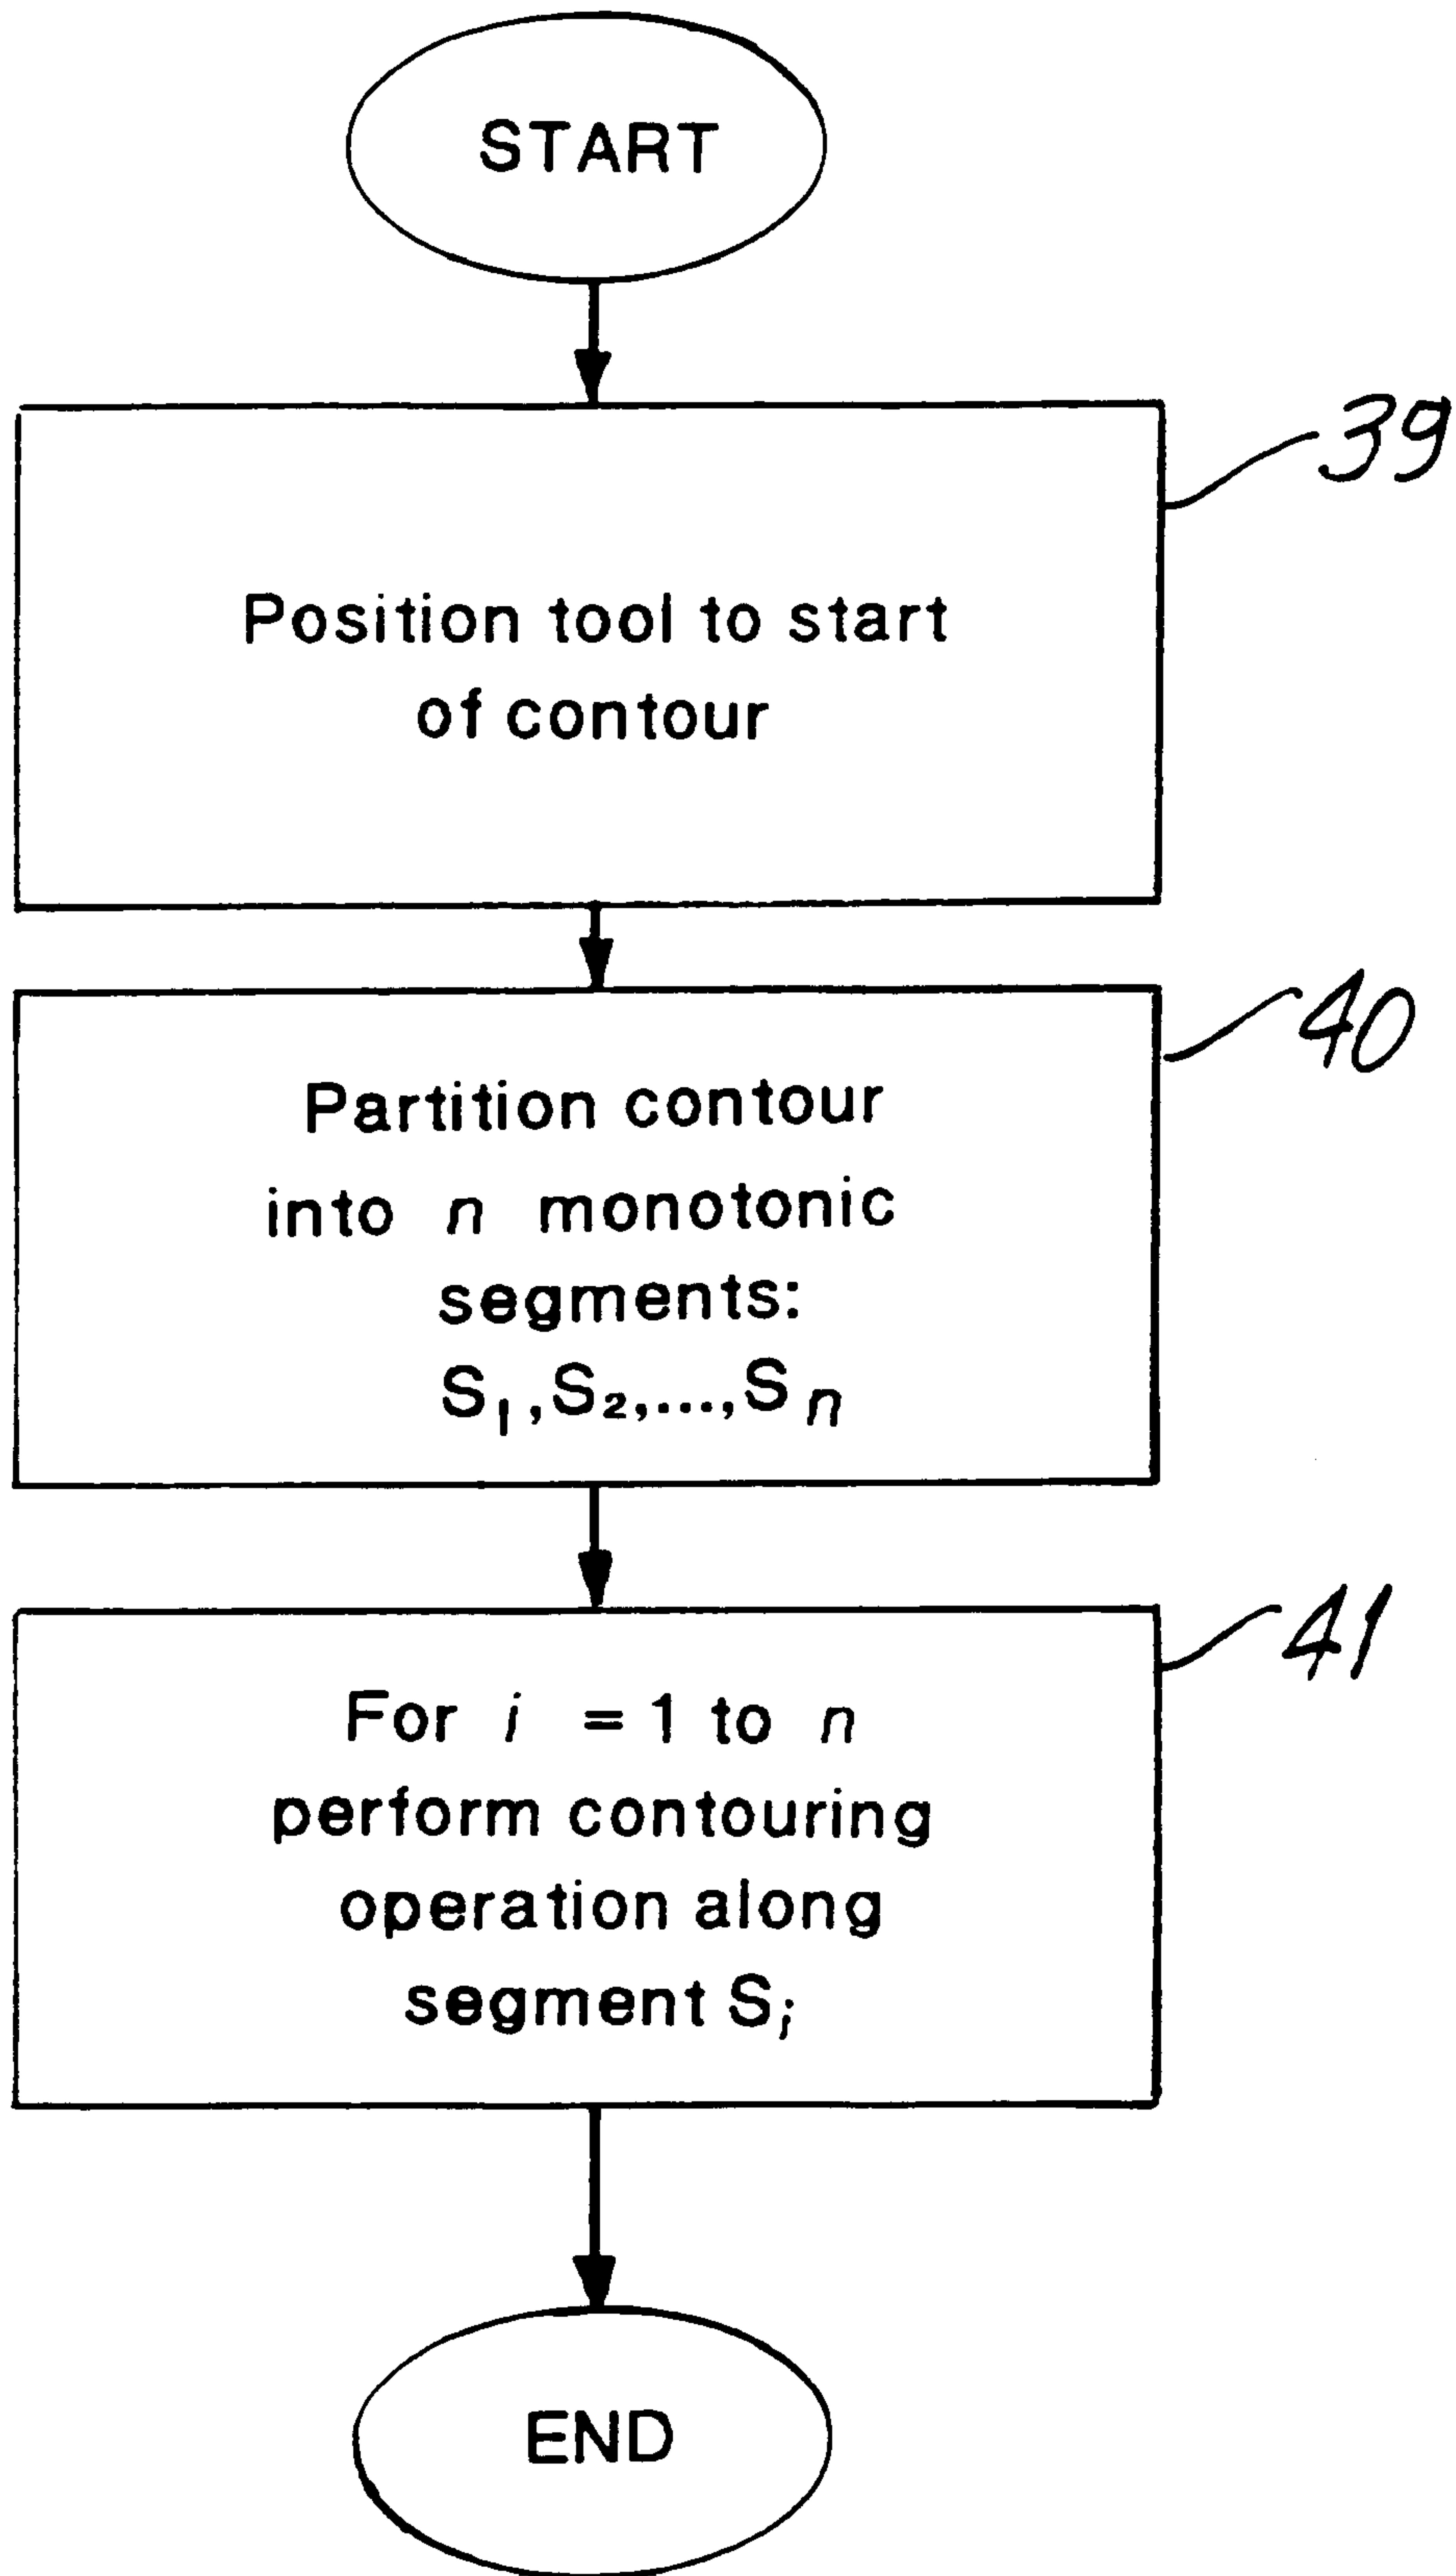 START
39
Position tool to start
of contour
40
Partition contour
into n monotonic
segments:
S₁,S₂,...,Sₙ
41
For i = 1 to n
perform contouring
operation along
segment Sᵢ
END